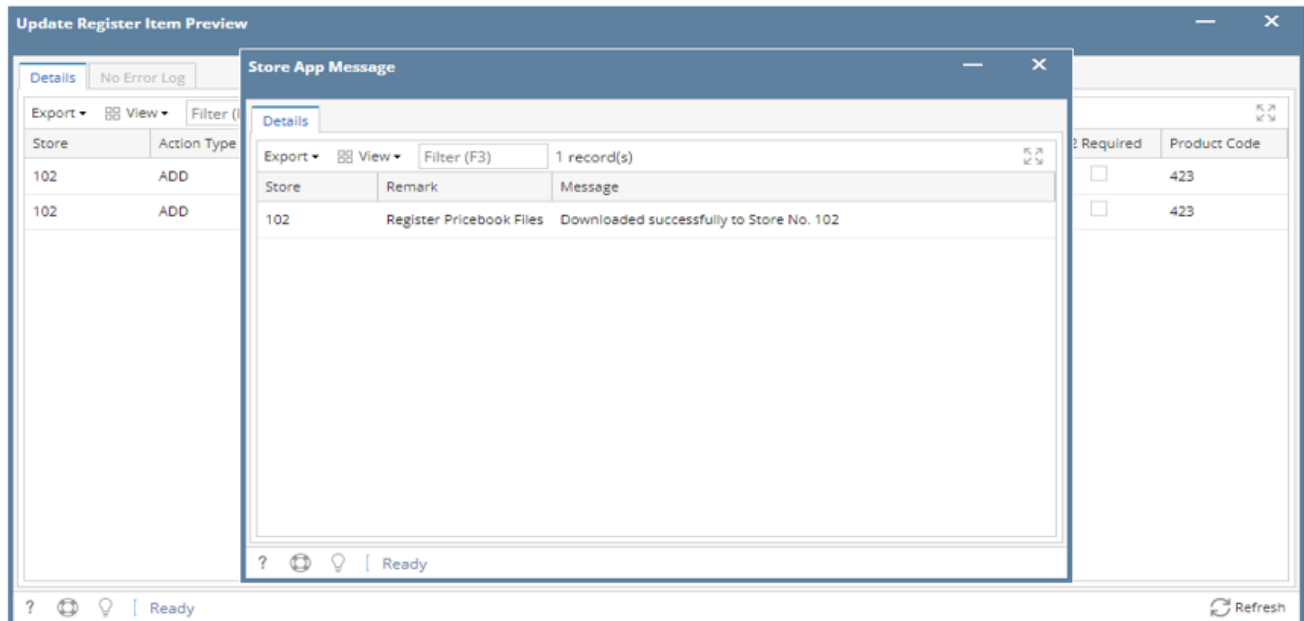 Update Register Item Preview
Details No Error Log
Export View Filter (
Store Action Type 2 Required Product Code
102 ADD 423
102 ADD 423
Store App Message
Details
Export View Filter (F3) 1 record(s)
Store Remark Message
102 Register Pricebook Files Downloaded successfully to Store No. 102
? [ Ready
? [ Ready Refresh